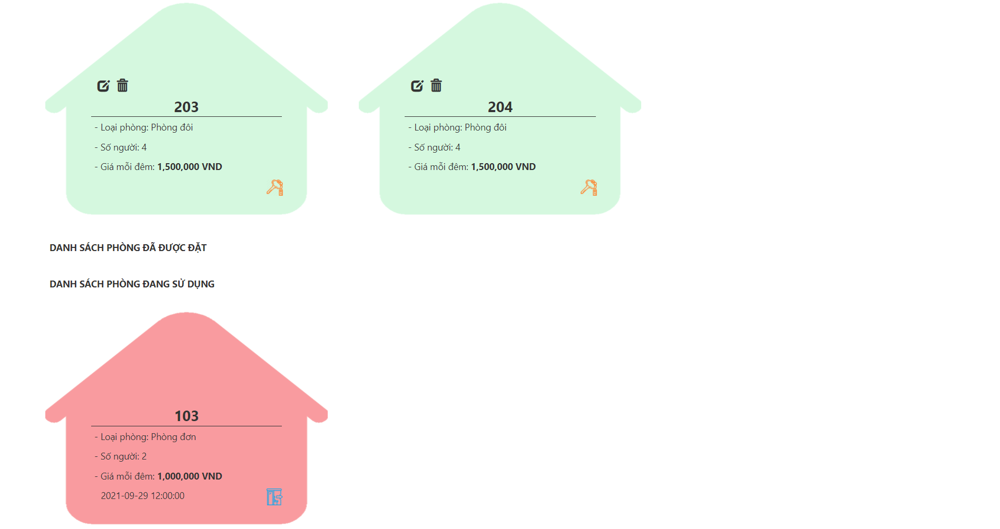 203
- Loại phòng: Phòng đôi
- Số người: 4
- Giá mỗi đêm: 1,500,000 VND
204
- Loại phòng: Phòng đôi
- Số người: 4
- Giá mỗi đêm: 1,500,000 VND
DANH SÁCH PHÒNG ĐÃ ĐƯỢC ĐẶT
DANH SÁCH PHÒNG ĐANG SỬ DỤNG
103
- Loại phòng: Phòng đơn
- Số người: 2
- Giá mỗi đêm: 1,000,000 VND
2021-09-29 12:00:00